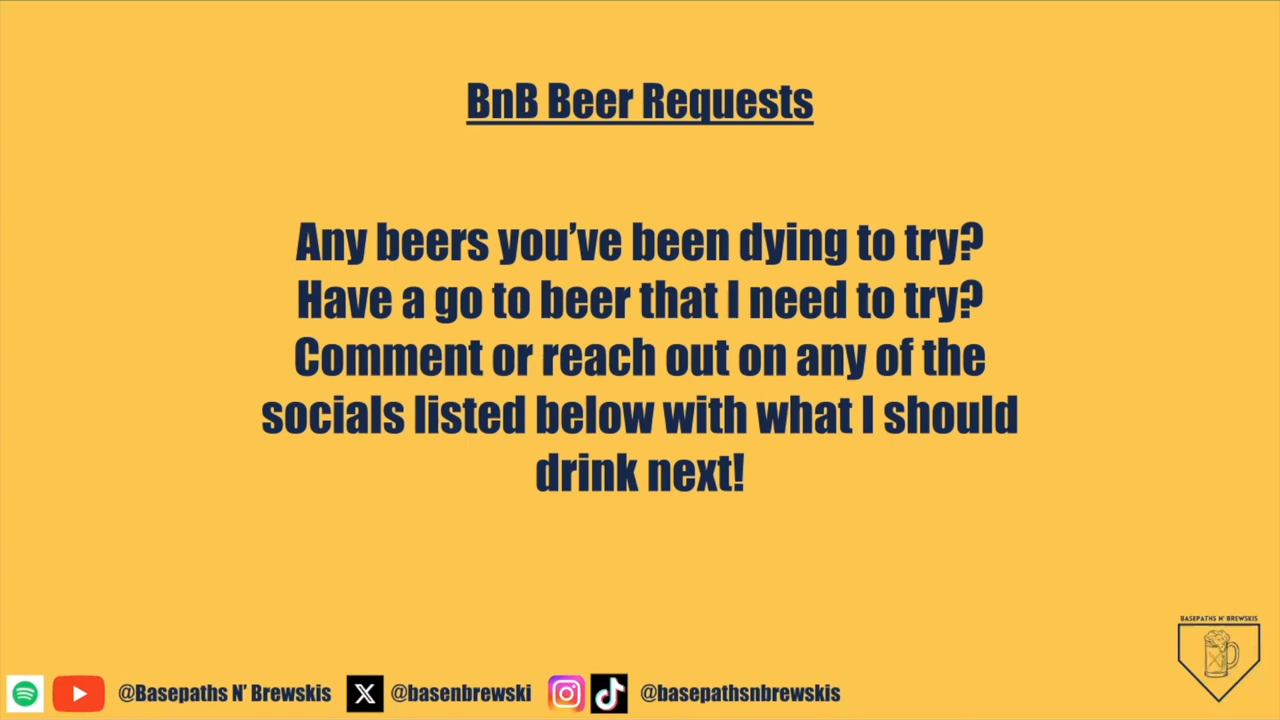 BnB Beer Requests
Any beers you’ve been dying to try?
Have a go to beer that I need to try?
Comment or reach out on any of the
socials listed below with what I should
drink next!
BASEPATHS N' BREWSKIS
@Basepaths N’ Brewskis
@basenbrewski
@basepathsnbrewskis